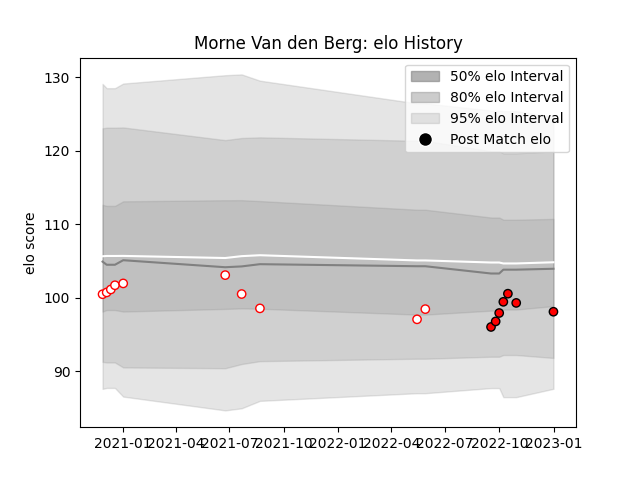 Morne Van den Berg: elo History
50% elo Interval
80% elo Interval
95% elo Interval
Post Match elo
elo score
130
120
110
100
90
2021-01 2021-04 2021-07 2021-10 2022-01 2022-04 2022-07 2022-10 2023-01